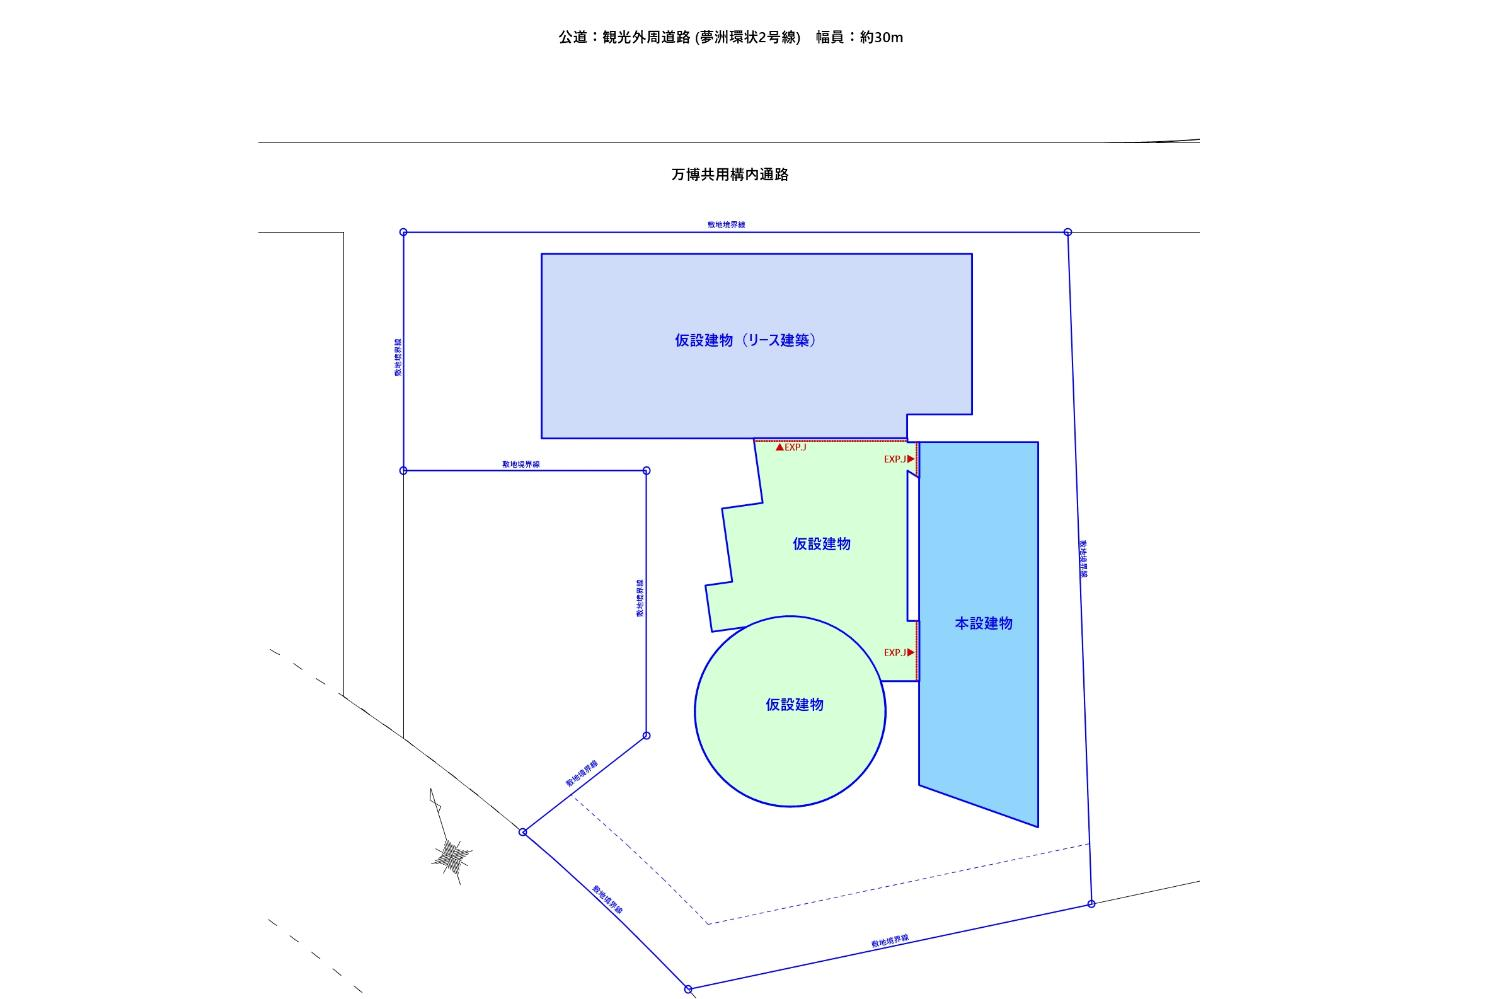 公道：観光外周道路 (夢洲環状2号線)　幅員：約30m
万博共用構内通路
敷地境界線
仮設建物（リース建築）
敷地境界線
EXP.J
EXP.J
敷地境界線
仮設建物
敷地境界線
敷地境界線
本設建物
EXP.J
仮設建物
敷地境界線
敷地境界線
敷地境界線